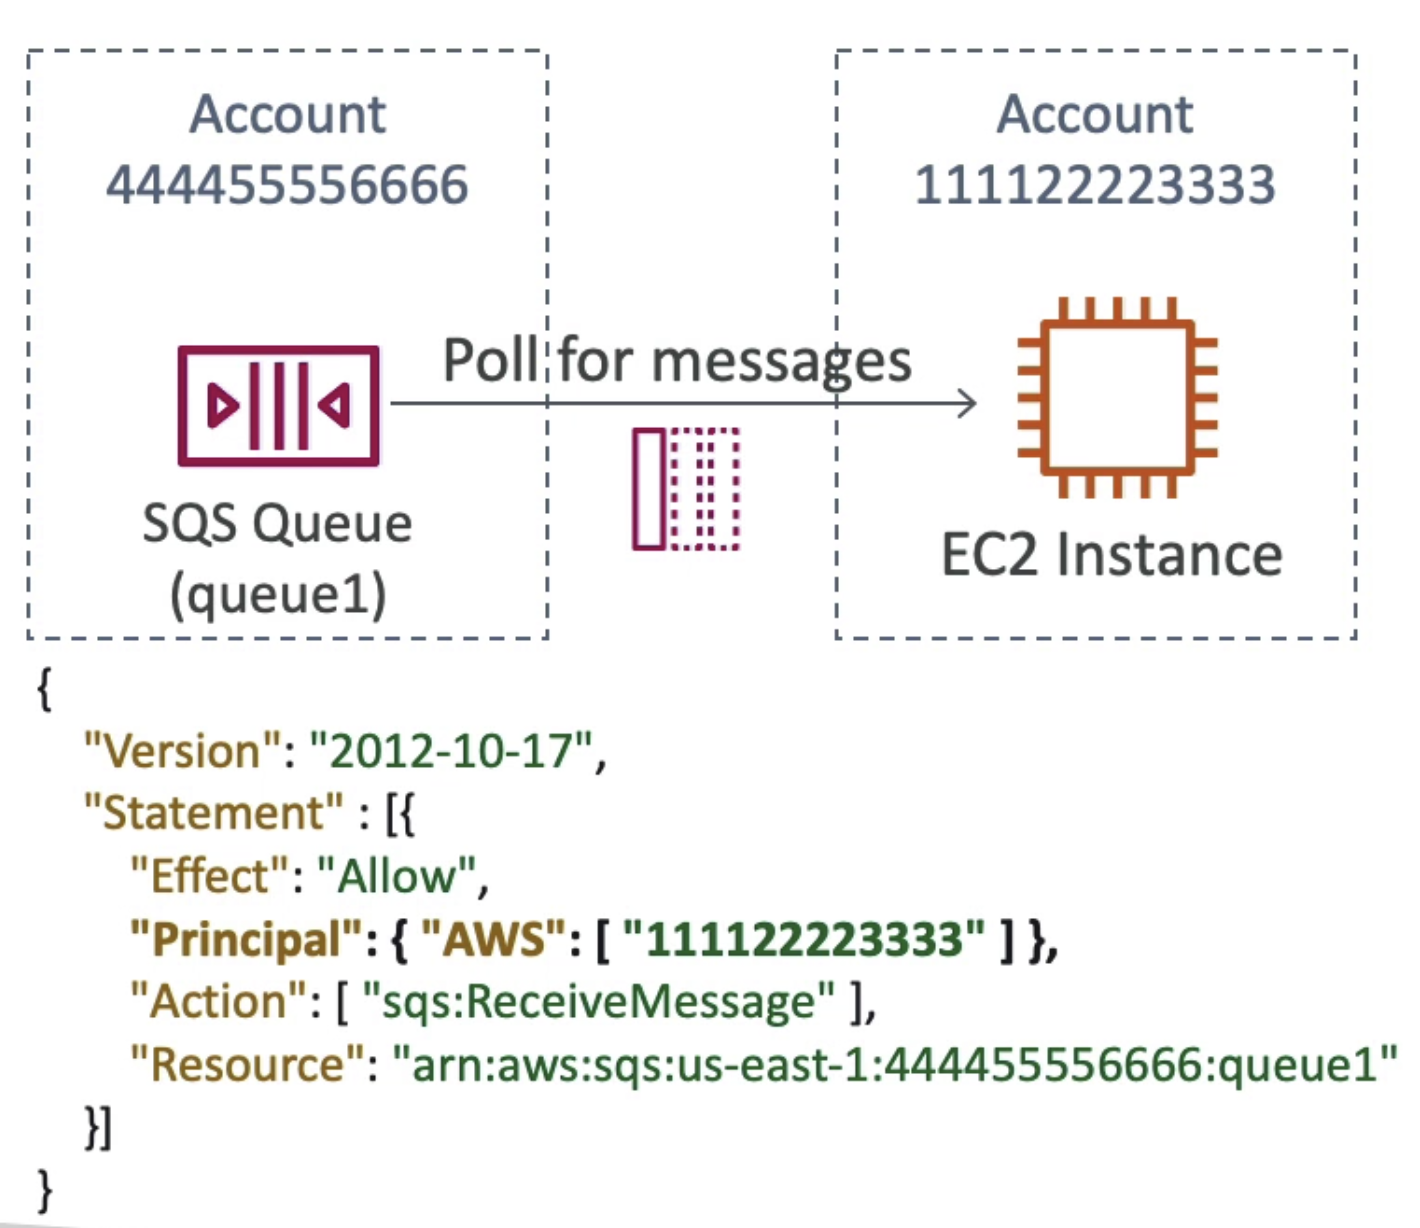 Account
444455556666
Account
111122223333
Poll for messages
SQS Queue
(queue1)
EC2 Instance
{
"Version": "2012-10-17",
"Statement" : [{
"Effect": "Allow",
"Principal": { "AWS": [ "111122223333" ] },
"Action": [ "sqs:ReceiveMessage" ],
"Resource": "arn:aws:sqs:us-east-1:444455556666:queue1"
}]
}